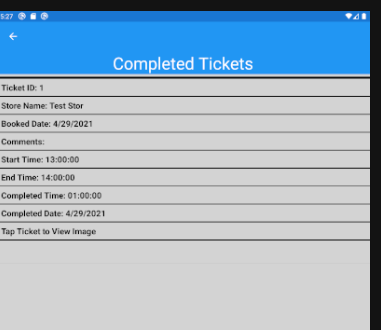 5:27
Completed Tickets
Ticket ID: 1
Store Name: Test Stor
Booked Date: 4/29/2021
Comments:
Start Time: 13:00:00
End Time: 14:00:00
Completed Time: 01:00:00
Completed Date: 4/29/2021
Tap Ticket to View Image